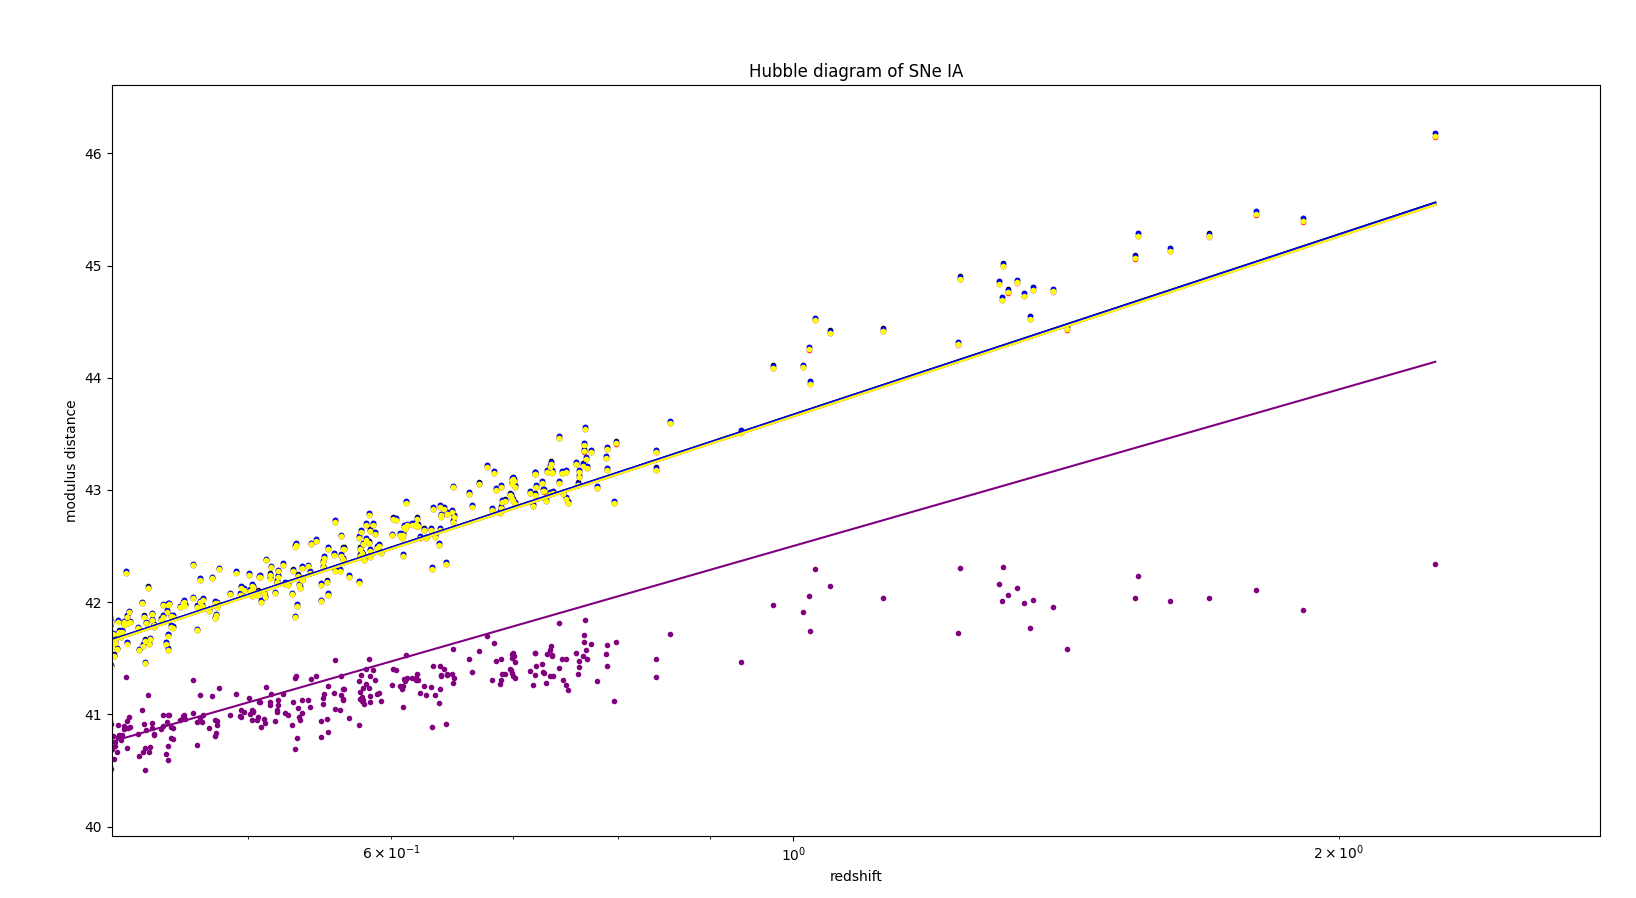 Hubble diagram of SNe IA
46
45
44
43
42
41
40
modulus distance
6 × 10⁻¹
10⁰
2 × 10⁰
redshift